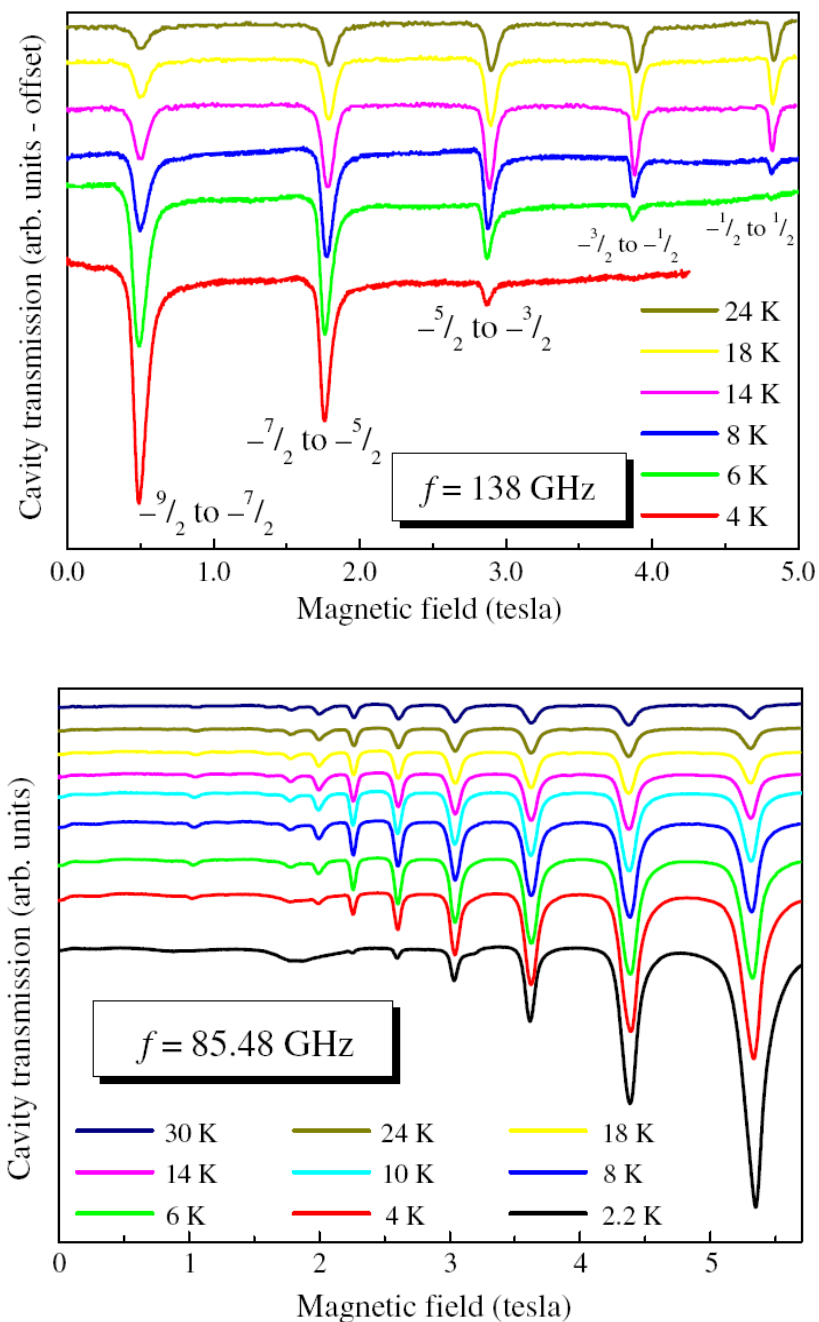 Cavity transmission (arb. units - offset)
–³/₂ to –¹/₂
–¹/₂ to ¹/₂
–⁵/₂ to –³/₂
–⁷/₂ to –⁵/₂
–⁹/₂ to –⁷/₂
f = 138 GHz
24 K
18 K
14 K
8 K
6 K
4 K
0.0 1.0 2.0 3.0 4.0 5.0
Magnetic field (tesla)
Cavity transmission (arb. units)
f = 85.48 GHz
30 K 24 K 18 K
14 K 10 K 8 K
6 K 4 K 2.2 K
0 1 2 3 4 5
Magnetic field (tesla)